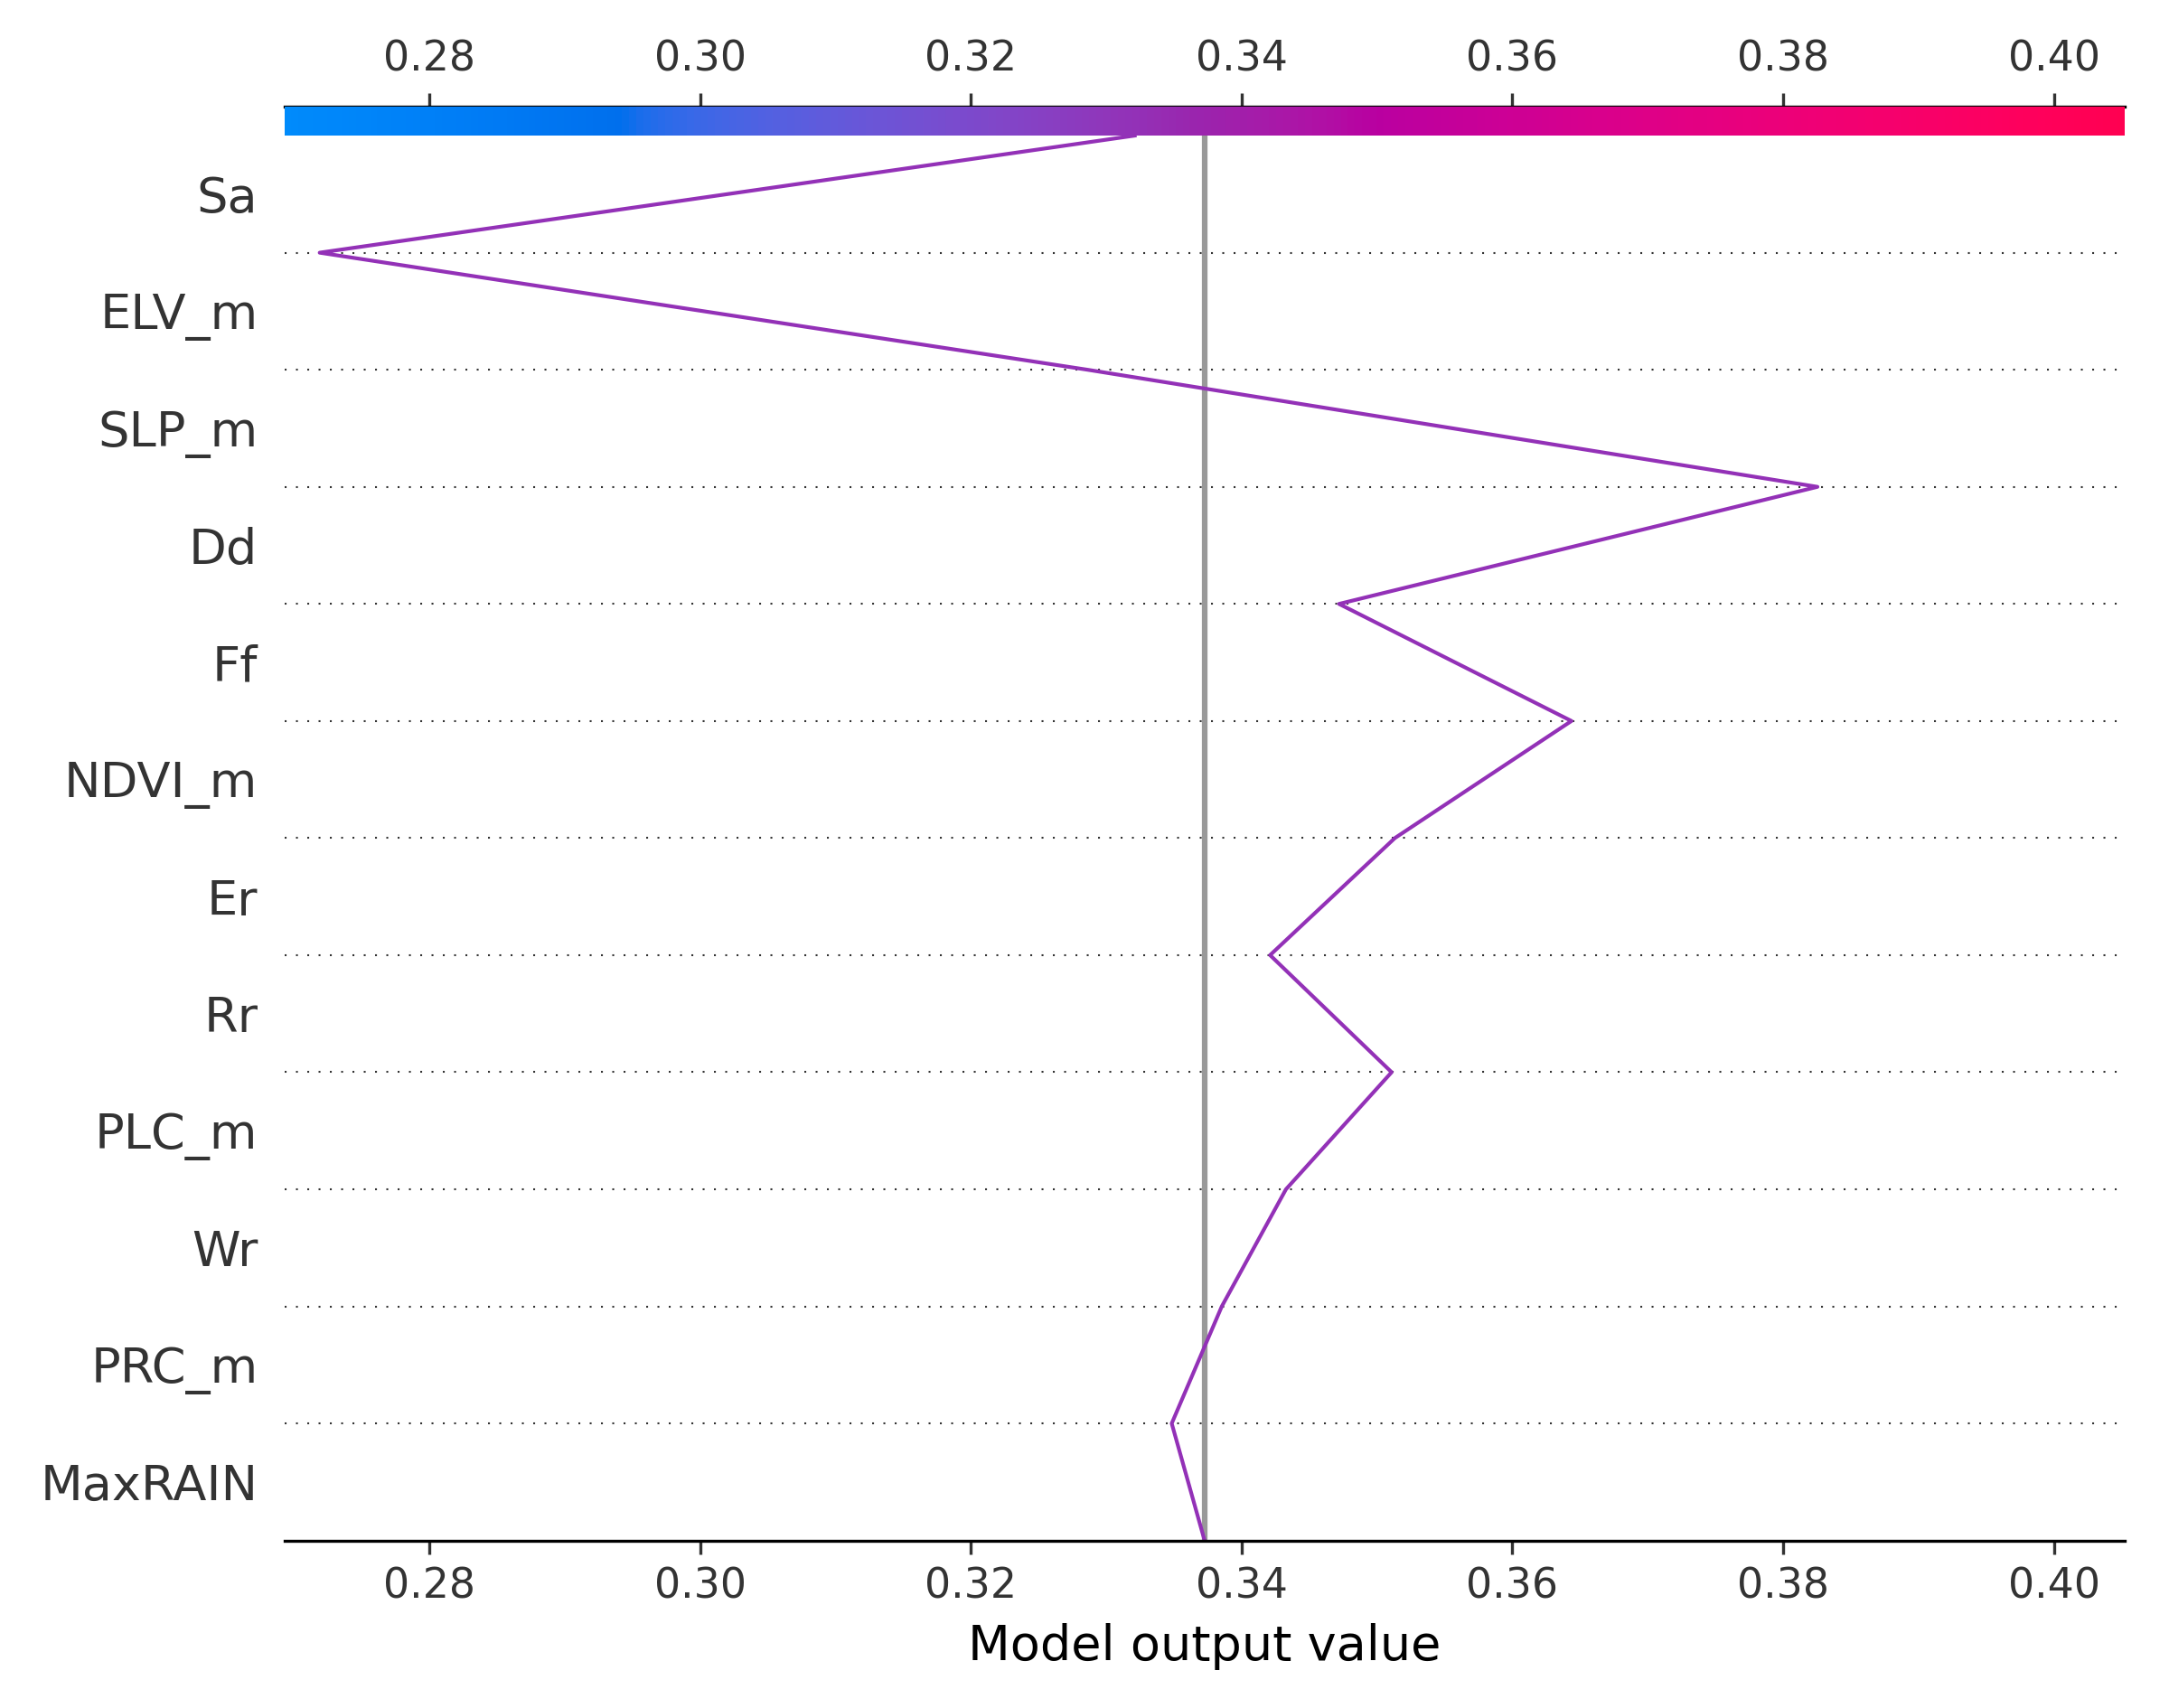 0.28 0.30 0.32 0.34 0.36 0.38 0.40
Sa
ELV_m
SLP_m
Dd
Ff
NDVI_m
Er
Rr
PLC_m
Wr
PRC_m
MaxRAIN
0.28 0.30 0.32 0.34 0.36 0.38 0.40
Model output value